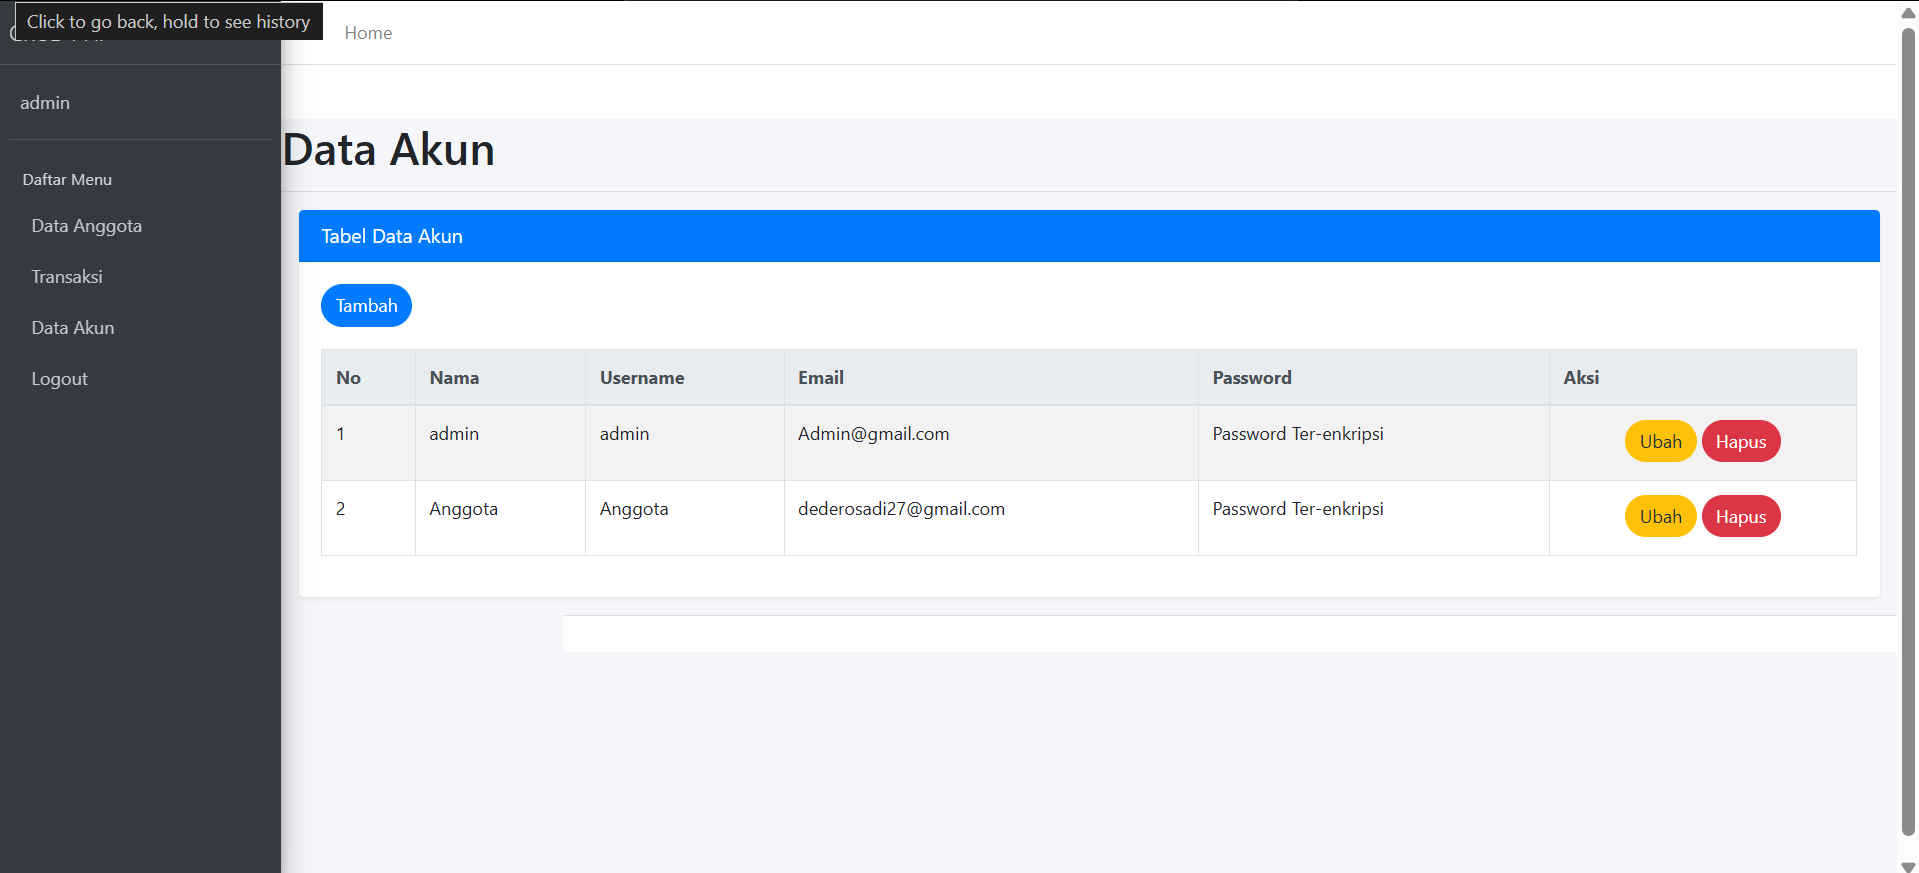 Click to go back, hold to see history
Home
admin
Daftar Menu
Data Anggota
Transaksi
Data Akun
Logout
Data Akun
Tabel Data Akun
Tambah
No Nama Username Email Password Aksi
1 admin admin Admin@gmail.com Password Ter-enkripsi Ubah Hapus
2 Anggota Anggota dederosadi27@gmail.com Password Ter-enkripsi Ubah Hapus